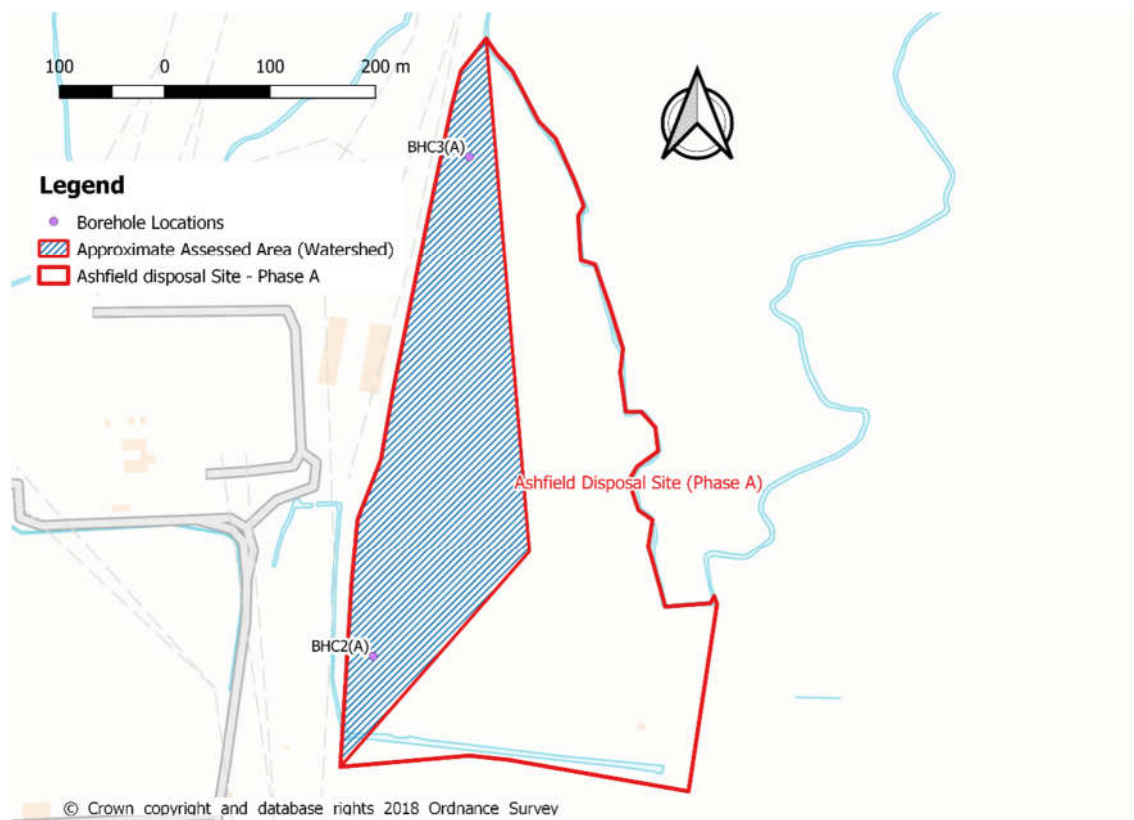 100 0 100 200 m
BHC3(A)
Legend
Borehole Locations
Approximate Assessed Area (Watershed)
Ashfield disposal Site - Phase A
Ashfield Disposal Site (Phase A)
BHC2(A)
© Crown copyright and database rights 2018 Ordnance Survey